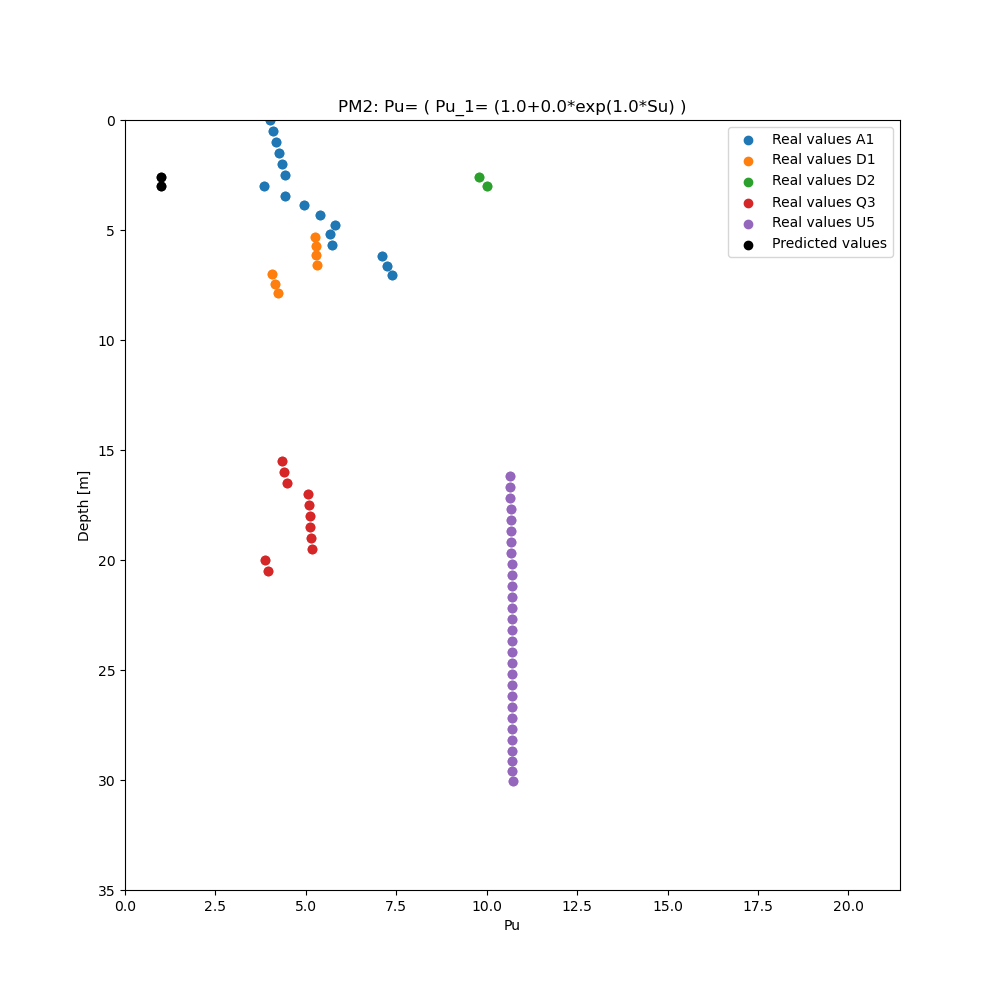 PM2: Pu= ( Pu_1= (1.0+0.0*exp(1.0*Su) )
Real values A1
Real values D1
Real values D2
Real values Q3
Real values U5
Predicted values
0
5
10
15
20
25
30
35
Depth [m]
0.0 2.5 5.0 7.5 10.0 12.5 15.0 17.5 20.0
Pu